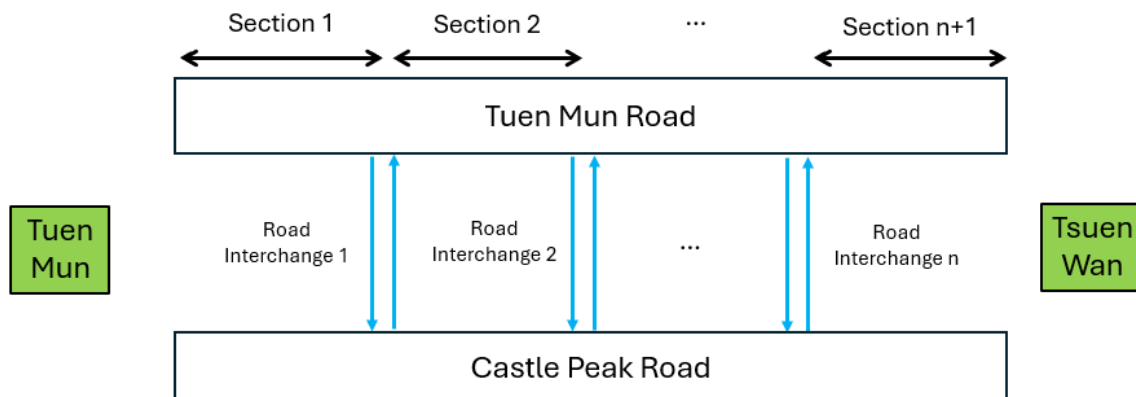 Section 1
Section 2
...
Section n+1
Tuen Mun Road
Tuen
Mun
Road
Interchange 1
Road
Interchange 2
...
Road
Interchange n
Tsuen
Wan
Castle Peak Road